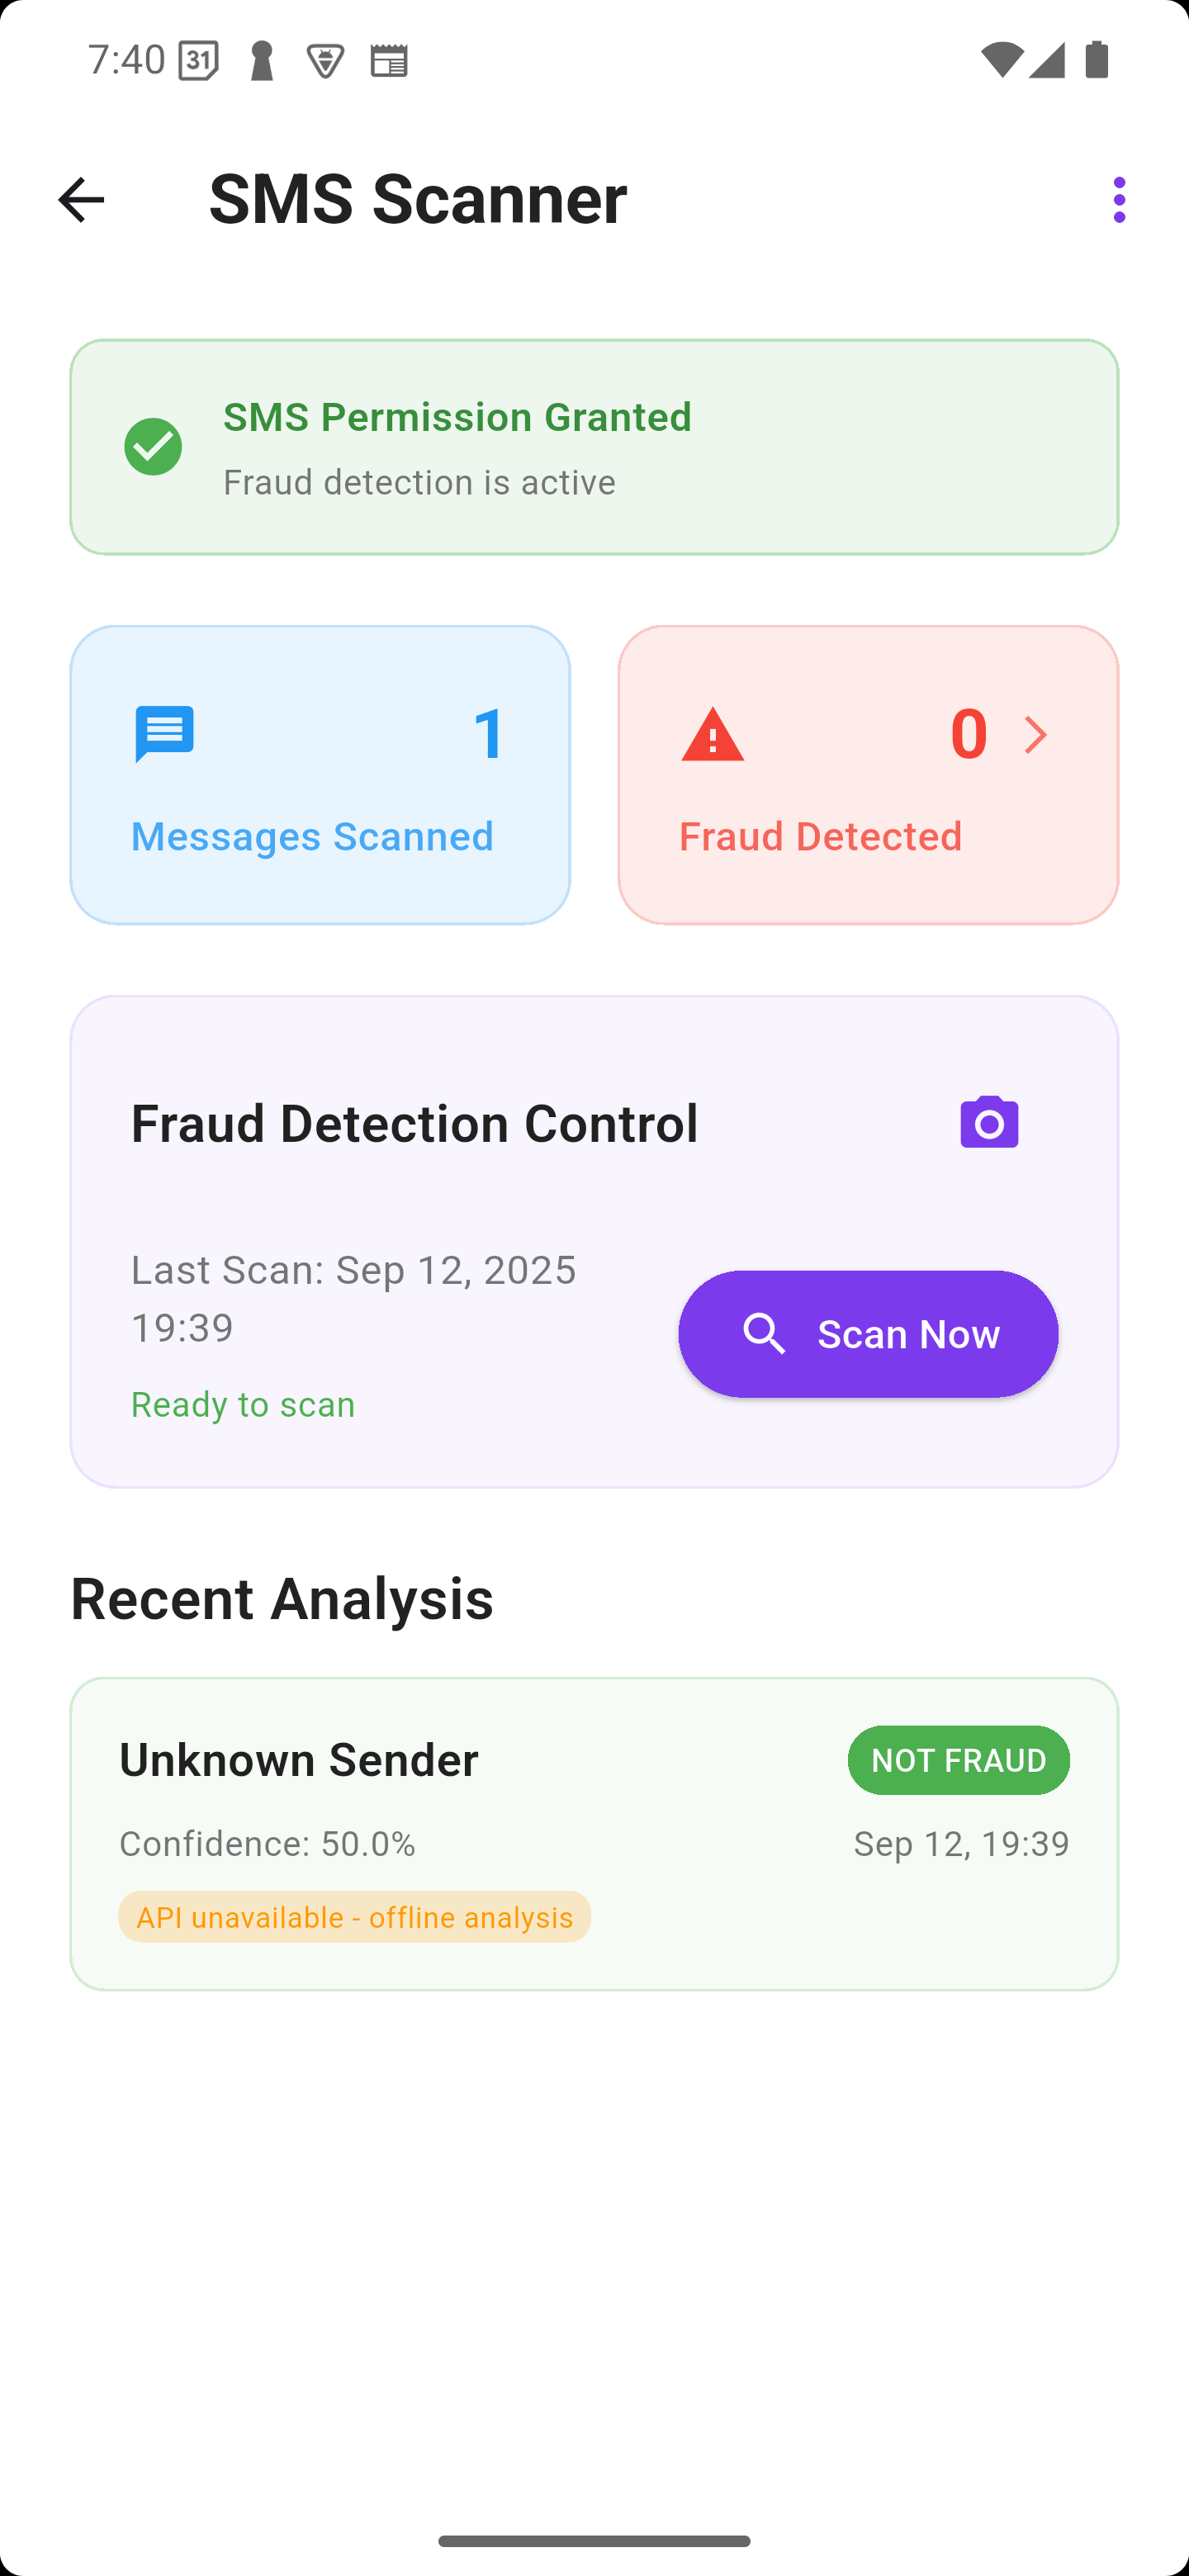 7:40 31
SMS Scanner
SMS Permission Granted
Fraud detection is active
1
Messages Scanned
0
Fraud Detected
Fraud Detection Control
Last Scan: Sep 12, 2025
19:39
Ready to scan
Scan Now
Recent Analysis
Unknown Sender
NOT FRAUD
Confidence: 50.0%
Sep 12, 19:39
API unavailable - offline analysis